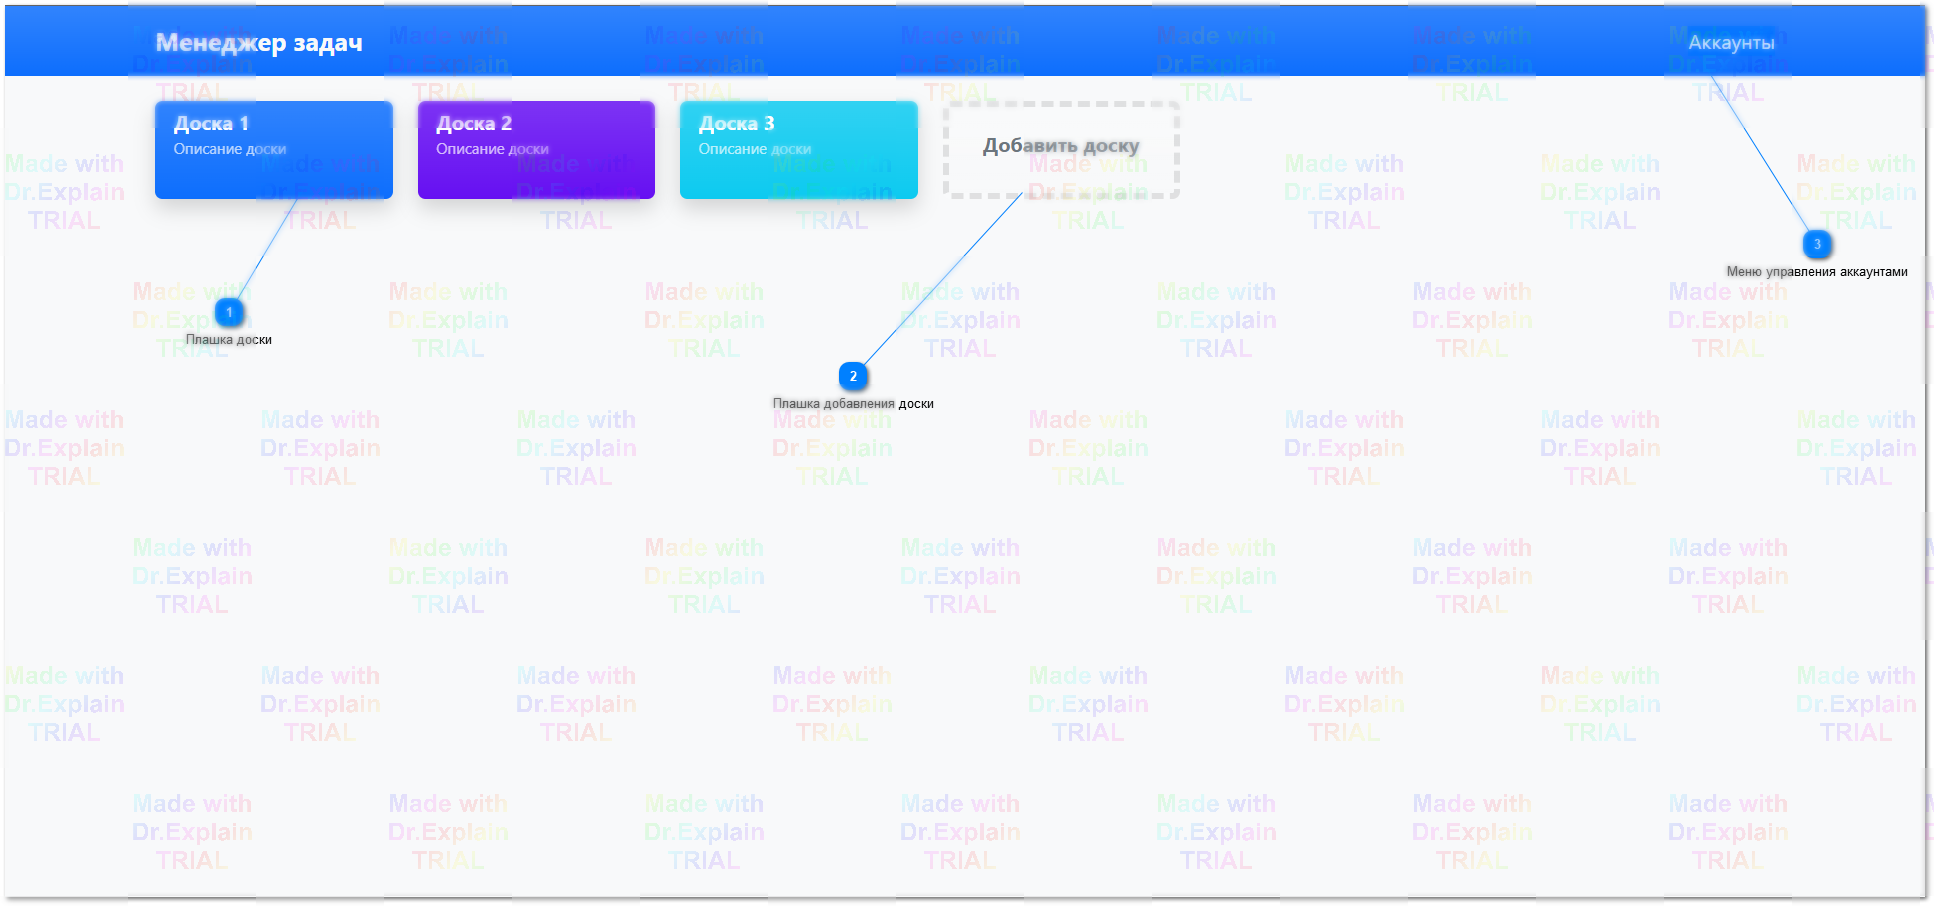 Менеджер задач
Аккаунты
Доска 1
Описание доски
Доска 2
Описание доски
Доска 3
Описание доски
Добавить доску
3
Меню управления аккаунтами
1
Плашка доски
2
Плашка добавления доски
Made with
Dr.Explain
TRIAL